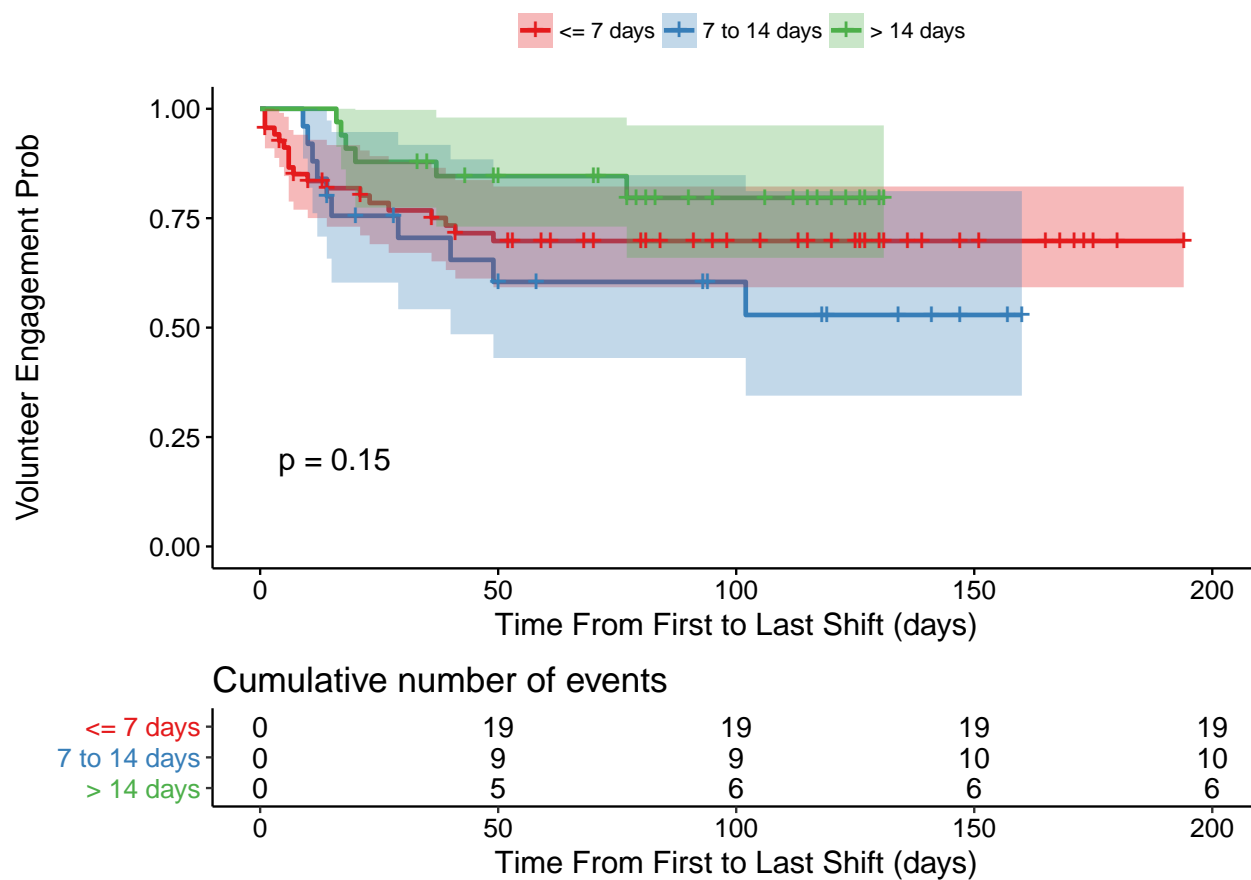 <= 7 days 7 to 14 days > 14 days
Volunteer Engagement Prob
1.00
0.75
0.50
0.25
0.00
p = 0.15
0 50 100 150 200
Time From First to Last Shift (days)
Cumulative number of events
<= 7 days 0 19 19 19 19
7 to 14 days 0 9 9 10 10
> 14 days 0 5 6 6 6
0 50 100 150 200
Time From First to Last Shift (days)